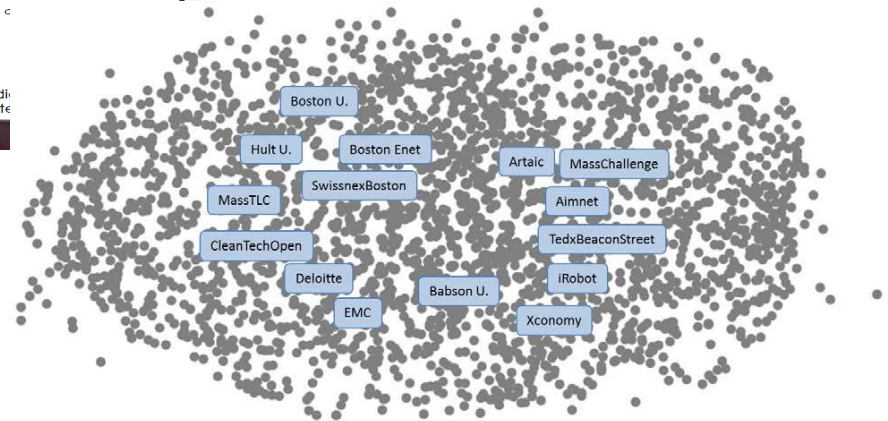 Boston U.
Hult U.
Boston Enet
Artaic
MassChallenge
SwissnexBoston
MassTLC
Aimnet
CleanTechOpen
TedxBeaconStreet
Deloitte
iRobot
Babson U.
EMC
Xconomy